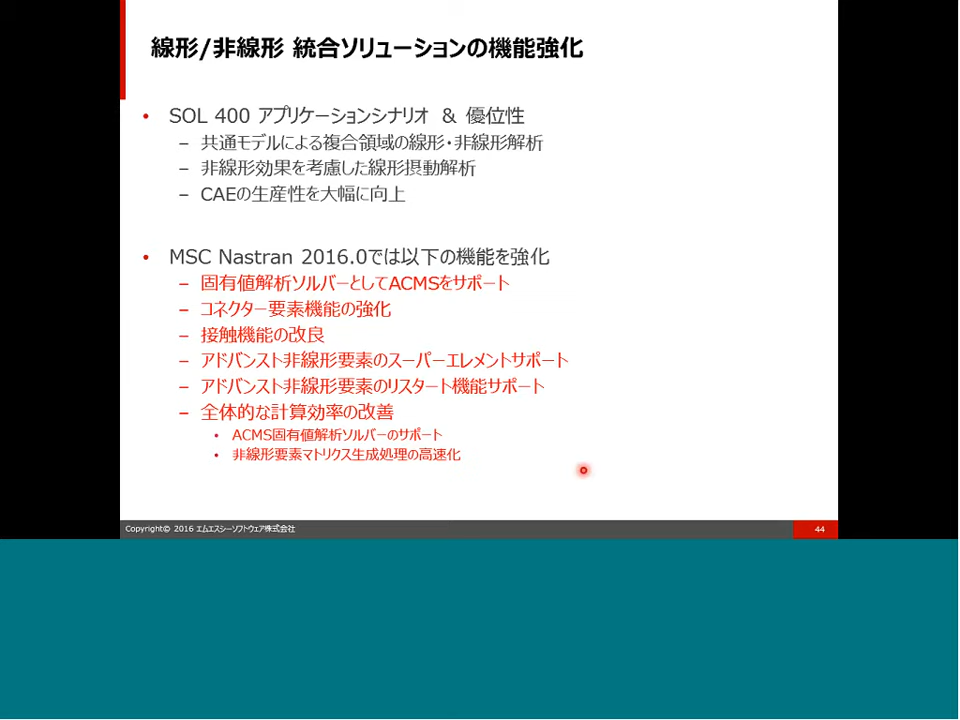 線形/非線形 統合ソリューションの機能強化
• SOL 400 アプリケーションシナリオ & 優位性
– 共通モデルによる複合領域の線形・非線形解析
– 非線形効果を考慮した線形摂動解析
– CAEの生産性を大幅に向上
• MSC Nastran 2016.0では以下の機能を強化
– 固有値解析ソルバーとしてACMSをサポート
– コネクター要素機能の強化
– 接触機能の改良
– アドバンスト非線形要素のスーパーエレメントサポート
– アドバンスト非線形要素のリスタート機能サポート
– 全体的な計算効率の改善
• ACMS固有値解析ソルバーのサポート
• 非線形要素マトリクス生成処理の高速化
Copyright© 2016 エムエスシーソフトウェア株式会社
44